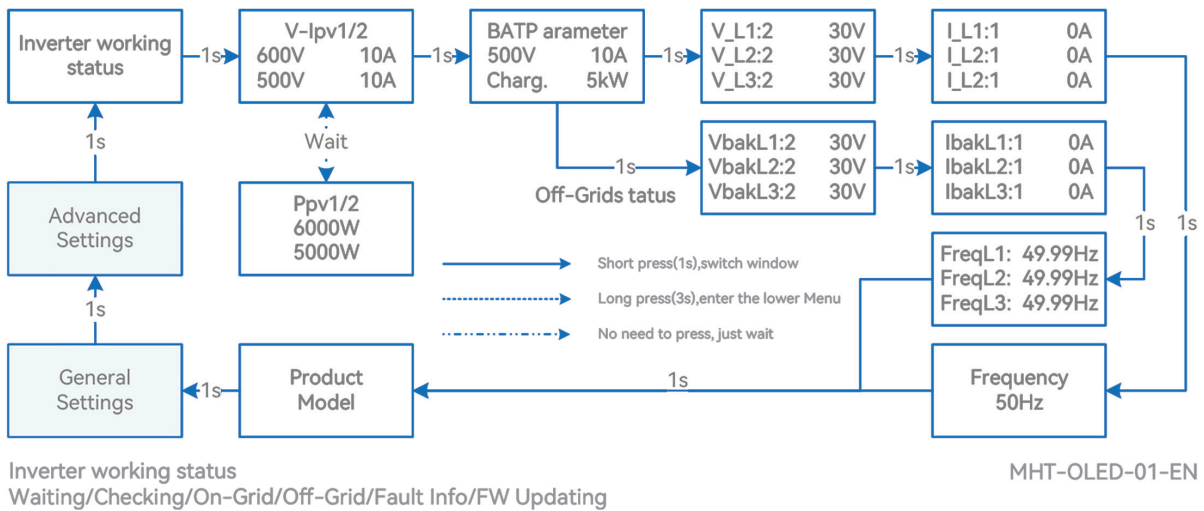 Inverter working
status
1s
V-Ipv1/2
600V 10A
500V 10A
1s
BATP arameter
500V 10A
Charg. 5kW
1s
V_L1:2 30V
V_L2:2 30V
V_L3:2 30V
1s
I_L1:1 0A
I_L2:1 0A
I_L2:1 0A
1s
Wait
VbakL1:2 30V
VbakL2:2 30V
VbakL3:2 30V
1s
1s
IbakL1:1 0A
IbakL2:1 0A
IbakL3:1 0A
Off-Grids tatus
Advanced
Settings
Ppv1/2
6000W
5000W
1s
1s
FreqL1: 49.99Hz
FreqL2: 49.99Hz
FreqL3: 49.99Hz
Short press(1s),switch window
Long press(3s),enter the lower Menu
No need to press, just wait
1s
General
Settings
1s
Product
Model
1s
Frequency
50Hz
Inverter working status
MHT-OLED-01-EN
Waiting/Checking/On-Grid/Off-Grid/Fault Info/FW Updating